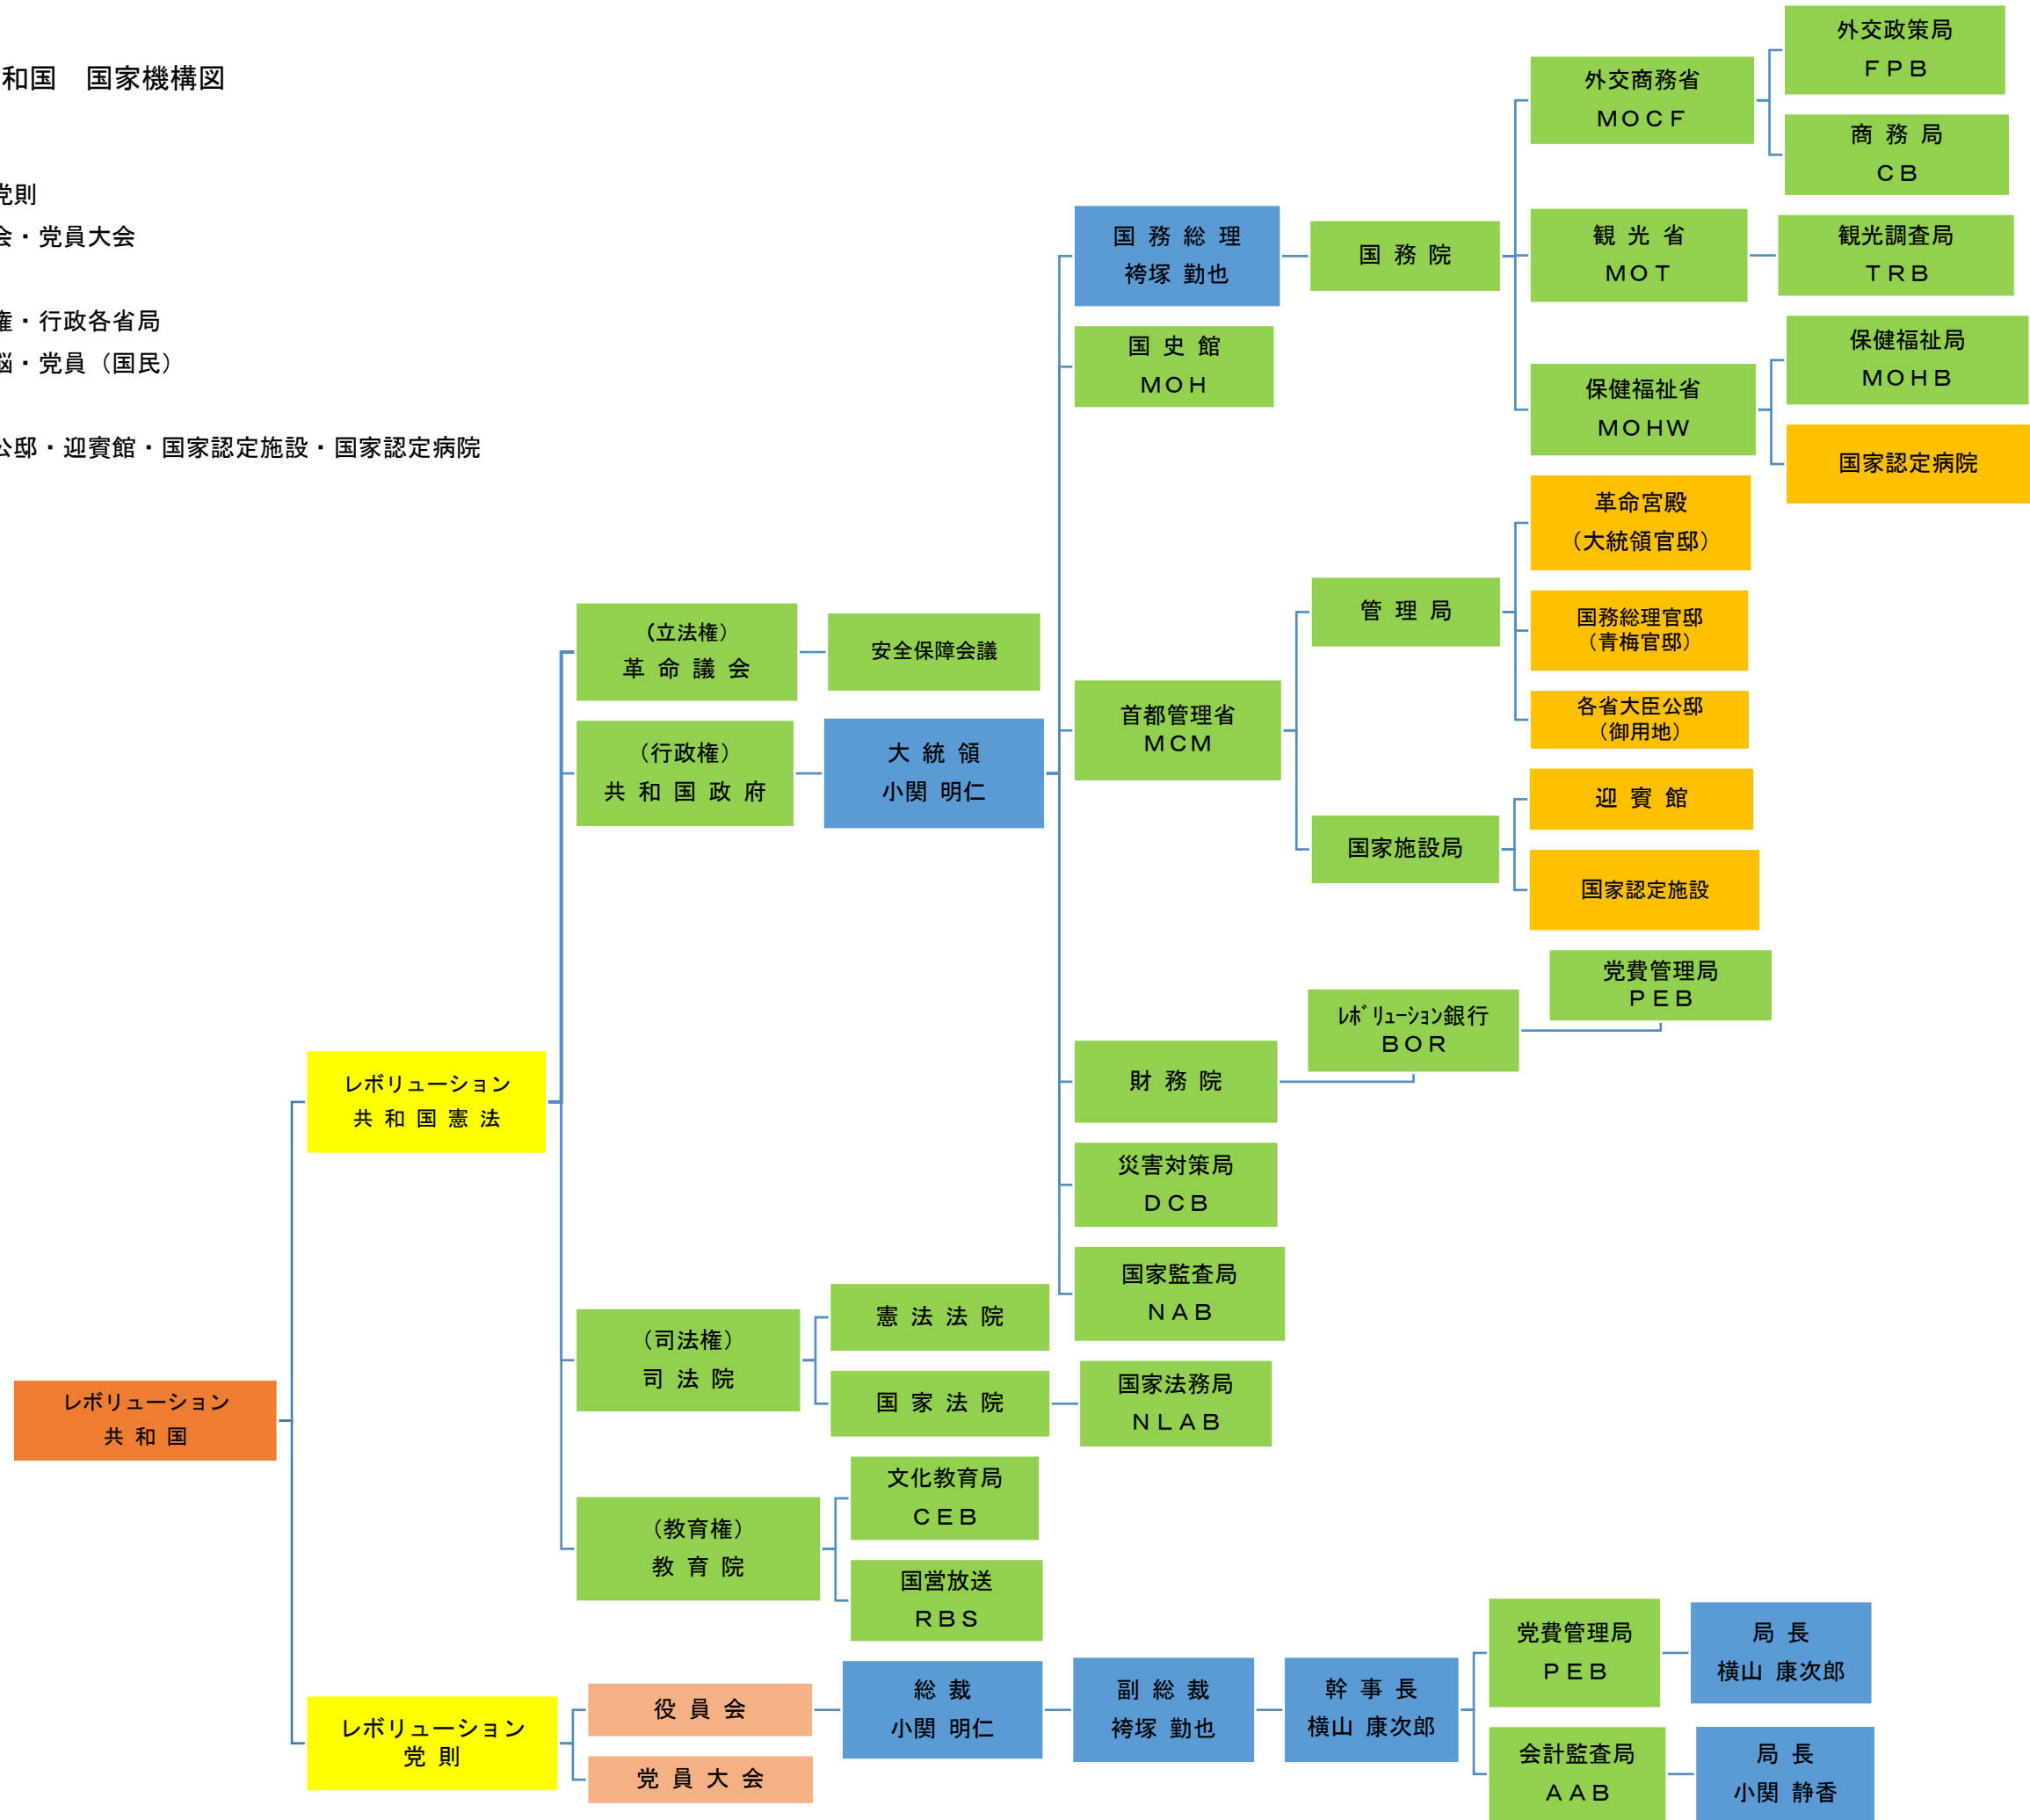 和国　国家機構図
党則
会・党員大会
権・行政各省局
脳・党員（国民）
公邸・迎賓館・国家認定施設・国家認定病院
外交政策局
ＦＰＢ
外交商務省
ＭＯＣＦ
商 務 局
ＣＢ
国 務 総 理
袴塚 勤也
国 務 院
観 光 省
ＭＯＴ
観光調査局
ＴＲＢ
国 史 館
ＭＯＨ
保健福祉省
ＭＯＨＷ
保健福祉局
ＭＯＨＢ
国家認定病院
革命宮殿
（大統領官邸）
管 理 局
国務総理官邸
（青梅官邸）
各省大臣公邸
（御用地）
（立法権）
革 命 議 会
安全保障会議
（行政権）
共 和 国 政 府
大 統 領
小関 明仁
首都管理省
ＭＣＭ
迎 賓 館
国家施設局
国家認定施設
党費管理局
ＰＥＢ
ﾚﾎﾞﾘｭｰｼｮﾝ銀行
ＢＯＲ
財 務 院
レボリューション
共 和 国 憲 法
災害対策局
ＤＣＢ
国家監査局
ＮＡＢ
（司法権）
司 法 院
憲 法 法 院
国 家 法 院
国家法務局
ＮＬＡＢ
レボリューション
共 和 国
（教育権）
教 育 院
文化教育局
ＣＥＢ
国営放送
ＲＢＳ
レボリューション
党 則
役 員 会
総 裁
小関 明仁
副 総 裁
袴塚 勤也
幹 事 長
横山 康次郎
党費管理局
ＰＥＢ
局 長
横山 康次郎
党 員 大 会
会計監査局
ＡＡＢ
局 長
小関 静香